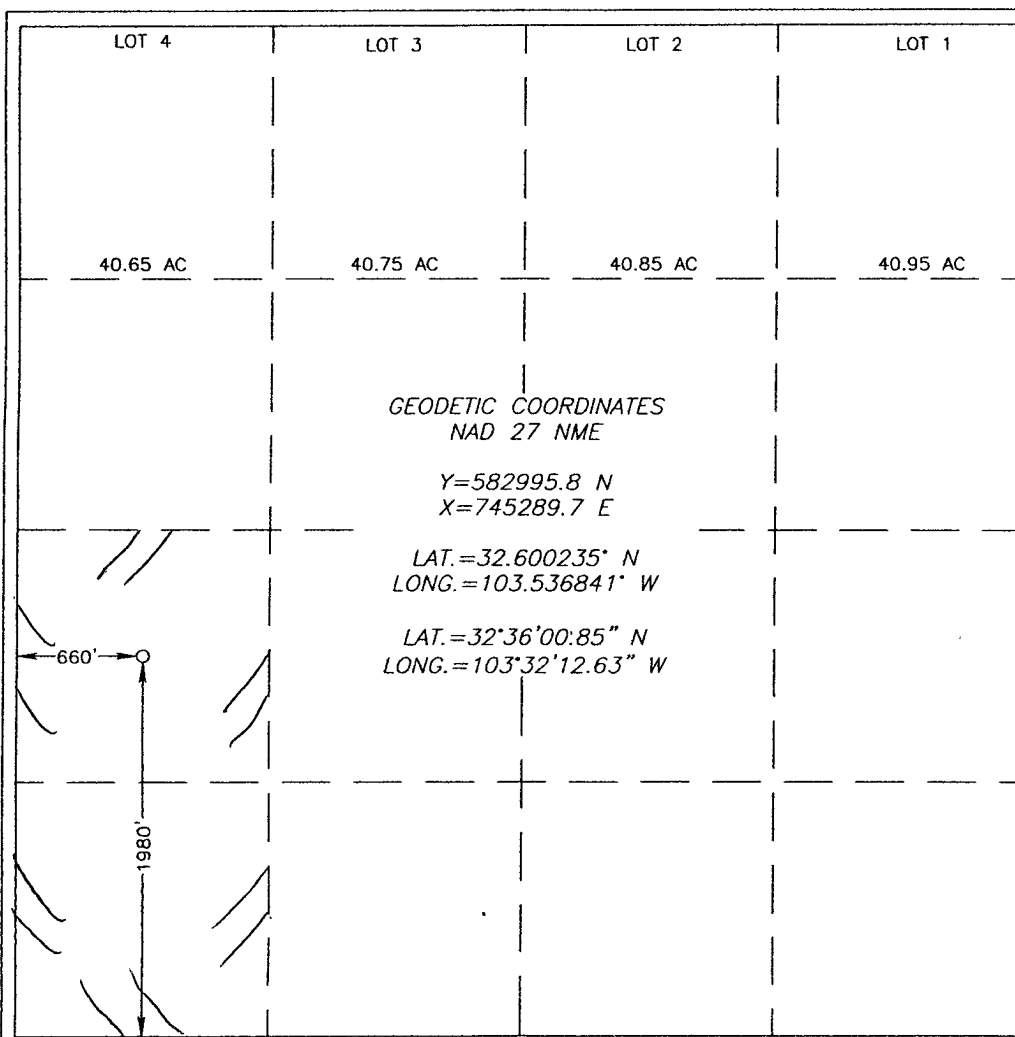 LOT 4 LOT 3 LOT 2 LOT 1
40.65 AC 40.75 AC 40.85 AC 40.95 AC
GEODETIC COORDINATES
NAD 27 NME
Y=582995.8 N
X=745289.7 E
LAT.=32.600235° N
LONG.=103.536841° W
LAT.=32°36'00.85" N
LONG.=103°32'12.63" W
660'
1980'